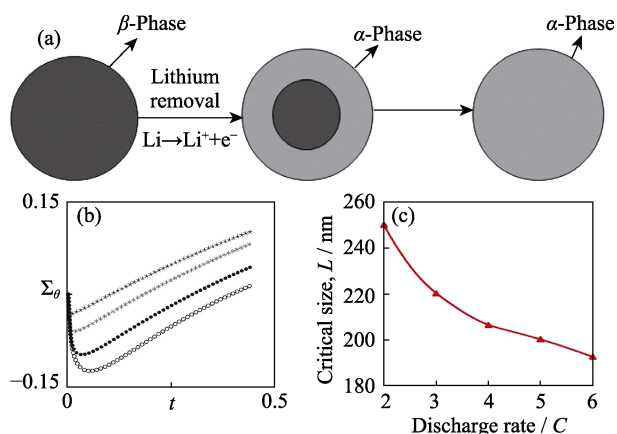 (a)
β-Phase
Lithium
removal
Li→Li⁺+e⁻
α-Phase
α-Phase
(b)
0.15
Σθ
−0.15
0
t
0.5
(c)
260
240
220
200
180
Critical size, L / nm
2 3 4 5 6
Discharge rate / C